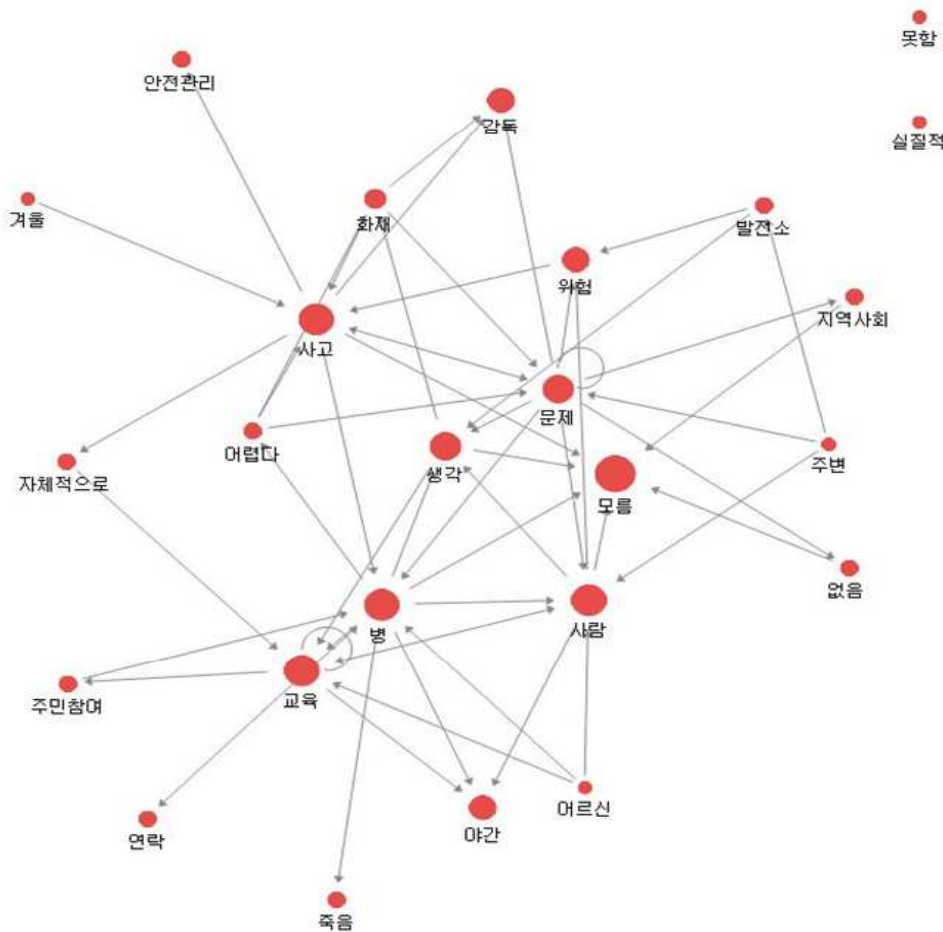 못함
안전관리
감독
실질적
겨울
화재
발전소
위험
지역사회
사고
문제
어렵다
생각
주변
자체적으로
모름
없음
병
사람
교육
주민참여
야간
어르신
연락
죽음